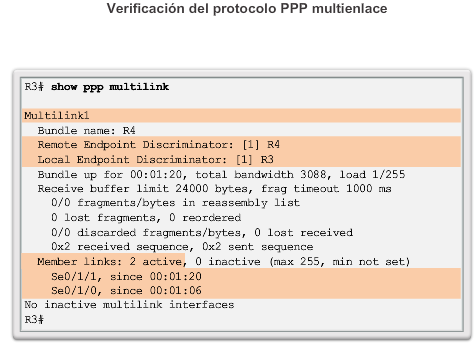 Verificación del protocolo PPP multienlace
R3# show ppp multilink
Multilink1
Bundle name: R4
Remote Endpoint Discriminator: [1] R4
Local Endpoint Discriminator: [1] R3
Bundle up for 00:01:20, total bandwidth 3088, load 1/255
Receive buffer limit 24000 bytes, frag timeout 1000 ms
0/0 fragments/bytes in reassembly list
0 lost fragments, 0 reordered
0/0 discarded fragments/bytes, 0 lost received
0x2 received sequence, 0x2 sent sequence
Member links: 2 active, 0 inactive (max 255, min not set)
Se0/1/1, since 00:01:20
Se0/1/0, since 00:01:06
No inactive multilink interfaces
R3#